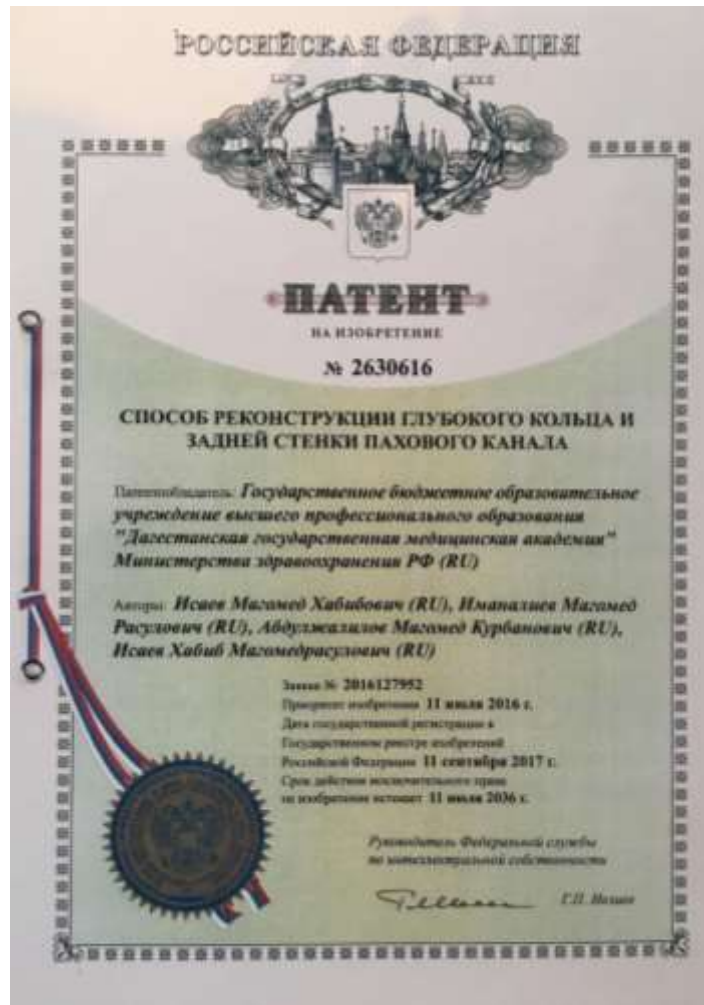 РОССИЙСКАЯ ФЕДЕРАЦИЯ
ПАТЕНТ
НА ИЗОБРЕТЕНИЕ
№ 2630616
СПОСОБ РЕКОНСТРУКЦИИ ГЛУБОКОГО КОЛЬЦА И
ЗАДНЕЙ СТЕНКИ ПАХОВОГО КАНАЛА
Патентообладатель: Государственное бюджетное образовательное
учреждение высшего профессионального образования
"Дагестанская государственная медицинская академия"
Министерства здравоохранения РФ (RU)
Авторы: Исаев Магомед Хабибович (RU), Иманалиев Магомед
Расулович (RU), Абдулжалилов Магомед Курбанович (RU),
Исаев Хабиб Магомедрасулович (RU)
Заявка № 2016127952
Приоритет изобретения 11 июля 2016 г.
Дата государственной регистрации в
Государственном реестре изобретений
Российской Федерации 11 сентября 2017 г.
Срок действия исключительного права
на изобретение истекает 11 июля 2036 г.
Руководитель Федеральной службы
по интеллектуальной собственности
Г.П. Ивлиев